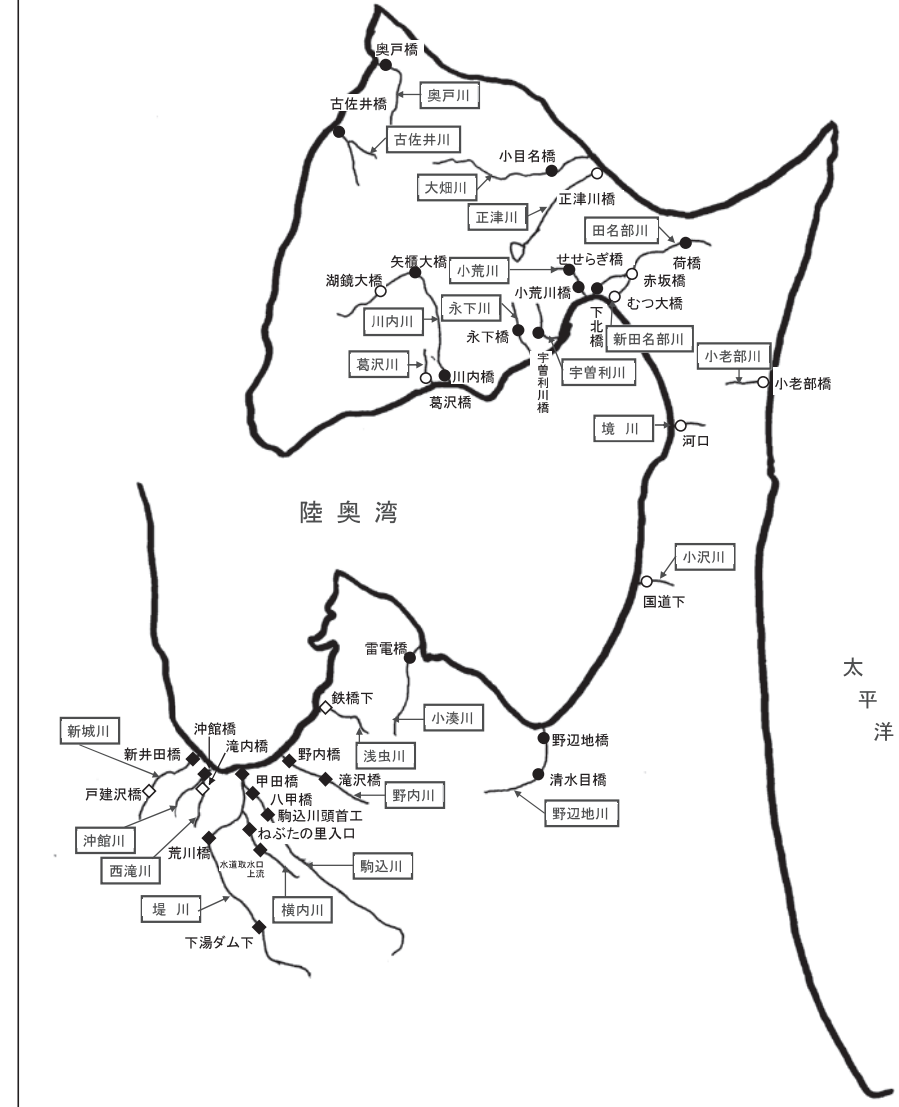 奥戸橋
奥戸川
古佐井橋
古佐井川
小目名橋
大畑川
正津川橋
正津川
田名部川
荷橋
せせらぎ橋
小荒川
赤坂橋
矢櫃大橋
湖鏡大橋
小荒川橋
むつ大橋
永下川
川内川
下北橋
永下橋
新田名部川
小老部川
宇曽利川橋
宇曽利川
葛沢川
川内橋
小老部橋
葛沢橋
境 川
河口
陸奥湾
小沢川
国道下
雷電橋
太平洋
鉄橋下
小湊川
新城川
沖館橋
滝内橋
野辺地橋
新井田橋
野内橋
浅虫川
清水目橋
甲田橋
滝沢橋
戸建沢橋
八甲橋
野内川
駒込川頭首工
野辺地川
ねぶたの里入口
沖館川
荒川橋
西滝川
水道取水口
上流
駒込川
堤 川
横内川
下湯ダム下